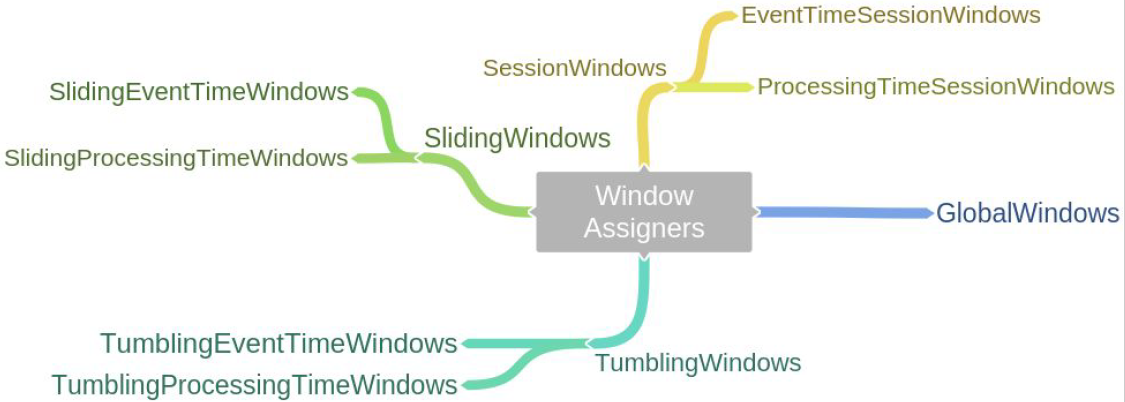 EventTimeSessionWindows
SessionWindows
ProcessingTimeSessionWindows
SlidingEventTimeWindows
SlidingWindows
SlidingProcessingTimeWindows
Window
Assigners
GlobalWindows
TumblingEventTimeWindows
TumblingWindows
TumblingProcessingTimeWindows